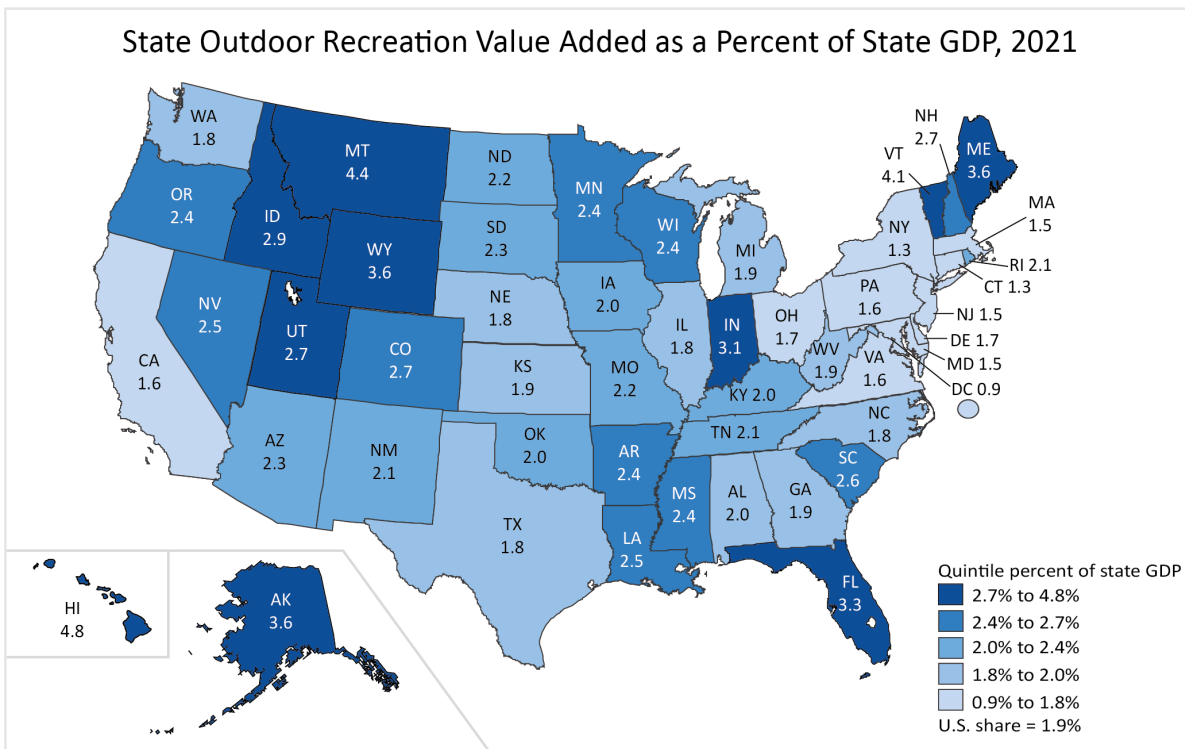 State Outdoor Recreation Value Added as a Percent of State GDP, 2021
WA
1.8
OR
2.4
CA
1.6
NV
2.5
ID
2.9
MT
4.4
WY
3.6
UT
2.7
CO
2.7
AZ
2.3
NM
2.1
ND
2.2
SD
2.3
NE
1.8
KS
1.9
OK
2.0
TX
1.8
MN
2.4
IA
2.0
MO
2.2
AR
2.4
LA
2.5
WI
2.4
IL
1.8
MI
1.9
IN
3.1
OH
1.7
KY 2.0
TN 2.1
MS
2.4
AL
2.0
GA
1.9
FL
3.3
SC
2.6
NC
1.8
VA
1.6
WV
1.9
PA
1.6
NY
1.3
VT
4.1
NH
2.7
ME
3.6
MA
1.5
RI 2.1
CT 1.3
NJ 1.5
DE 1.7
MD 1.5
DC 0.9
HI
4.8
AK
3.6
Quintile percent of state GDP
2.7% to 4.8%
2.4% to 2.7%
2.0% to 2.4%
1.8% to 2.0%
0.9% to 1.8%
U.S. share = 1.9%